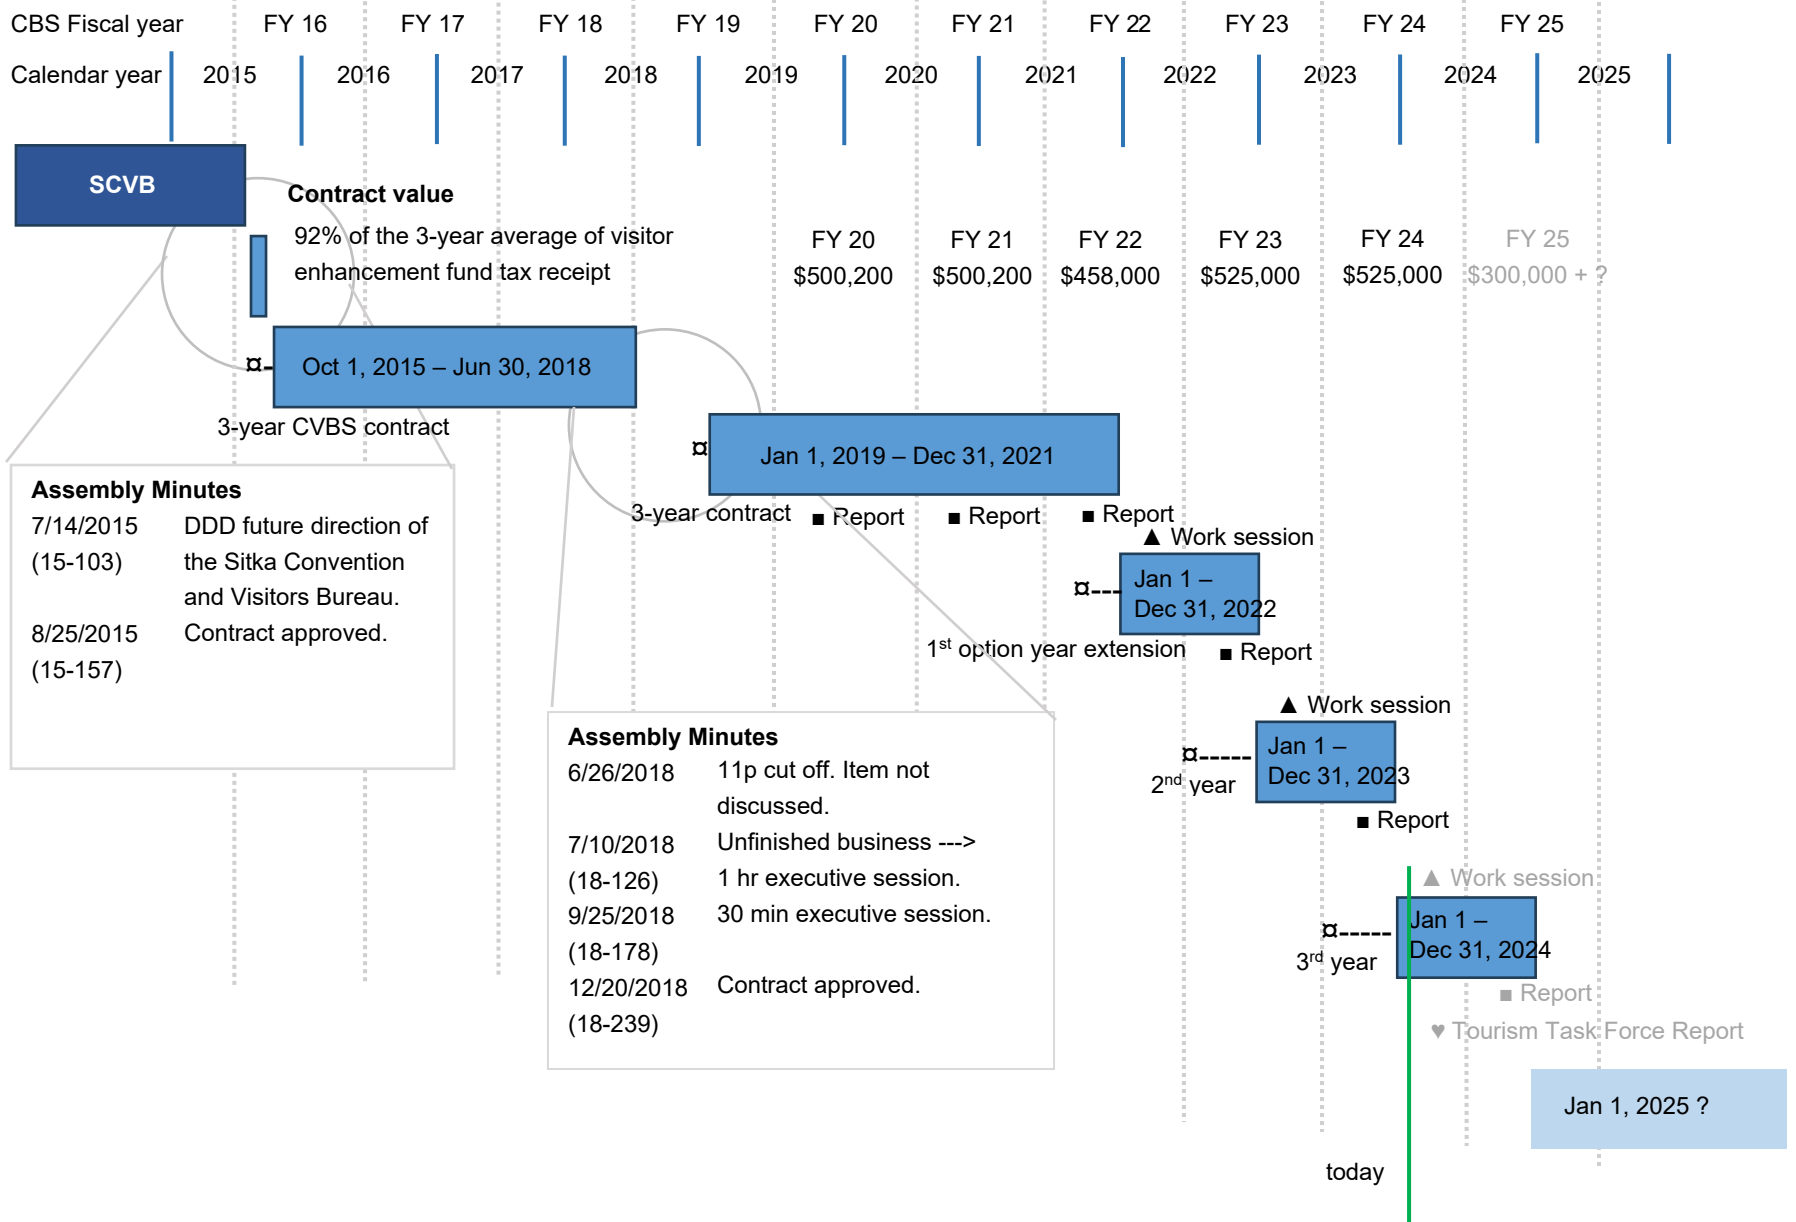 CBS Fiscal year FY 16 FY 17 FY 18 FY 19 FY 20 FY 21 FY 22 FY 23 FY 24 FY 25
Calendar year 2015 2016 2017 2018 2019 2020 2021 2022 2023 2024 2025
SCVB
Contract value
92% of the 3-year average of visitor
enhancement fund tax receipt
FY 20 FY 21 FY 22 FY 23 FY 24 FY 25
$500,200 $500,200 $458,000 $525,000 $525,000 $300,000 + ?
¤- Oct 1, 2015 – Jun 30, 2018
3-year CVBS contract
¤ Jan 1, 2019 – Dec 31, 2021
3-year contract ■ Report ■ Report ■ Report
▲ Work session
¤--- Jan 1 –
Dec 31, 2022
1st option year extension ■ Report
▲ Work session
¤----- Jan 1 –
Dec 31, 2023
2nd year
■ Report
▲ Work session
¤----- Jan 1 –
Dec 31, 2024
3rd year
■ Report
♥ Tourism Task Force Report
Jan 1, 2025 ?
today
Assembly Minutes
7/14/2015 DDD future direction of
(15-103) the Sitka Convention
and Visitors Bureau.
8/25/2015 Contract approved.
(15-157)
Assembly Minutes
6/26/2018 11p cut off. Item not
discussed.
7/10/2018 Unfinished business --->
(18-126) 1 hr executive session.
9/25/2018 30 min executive session.
(18-178)
12/20/2018 Contract approved.
(18-239)